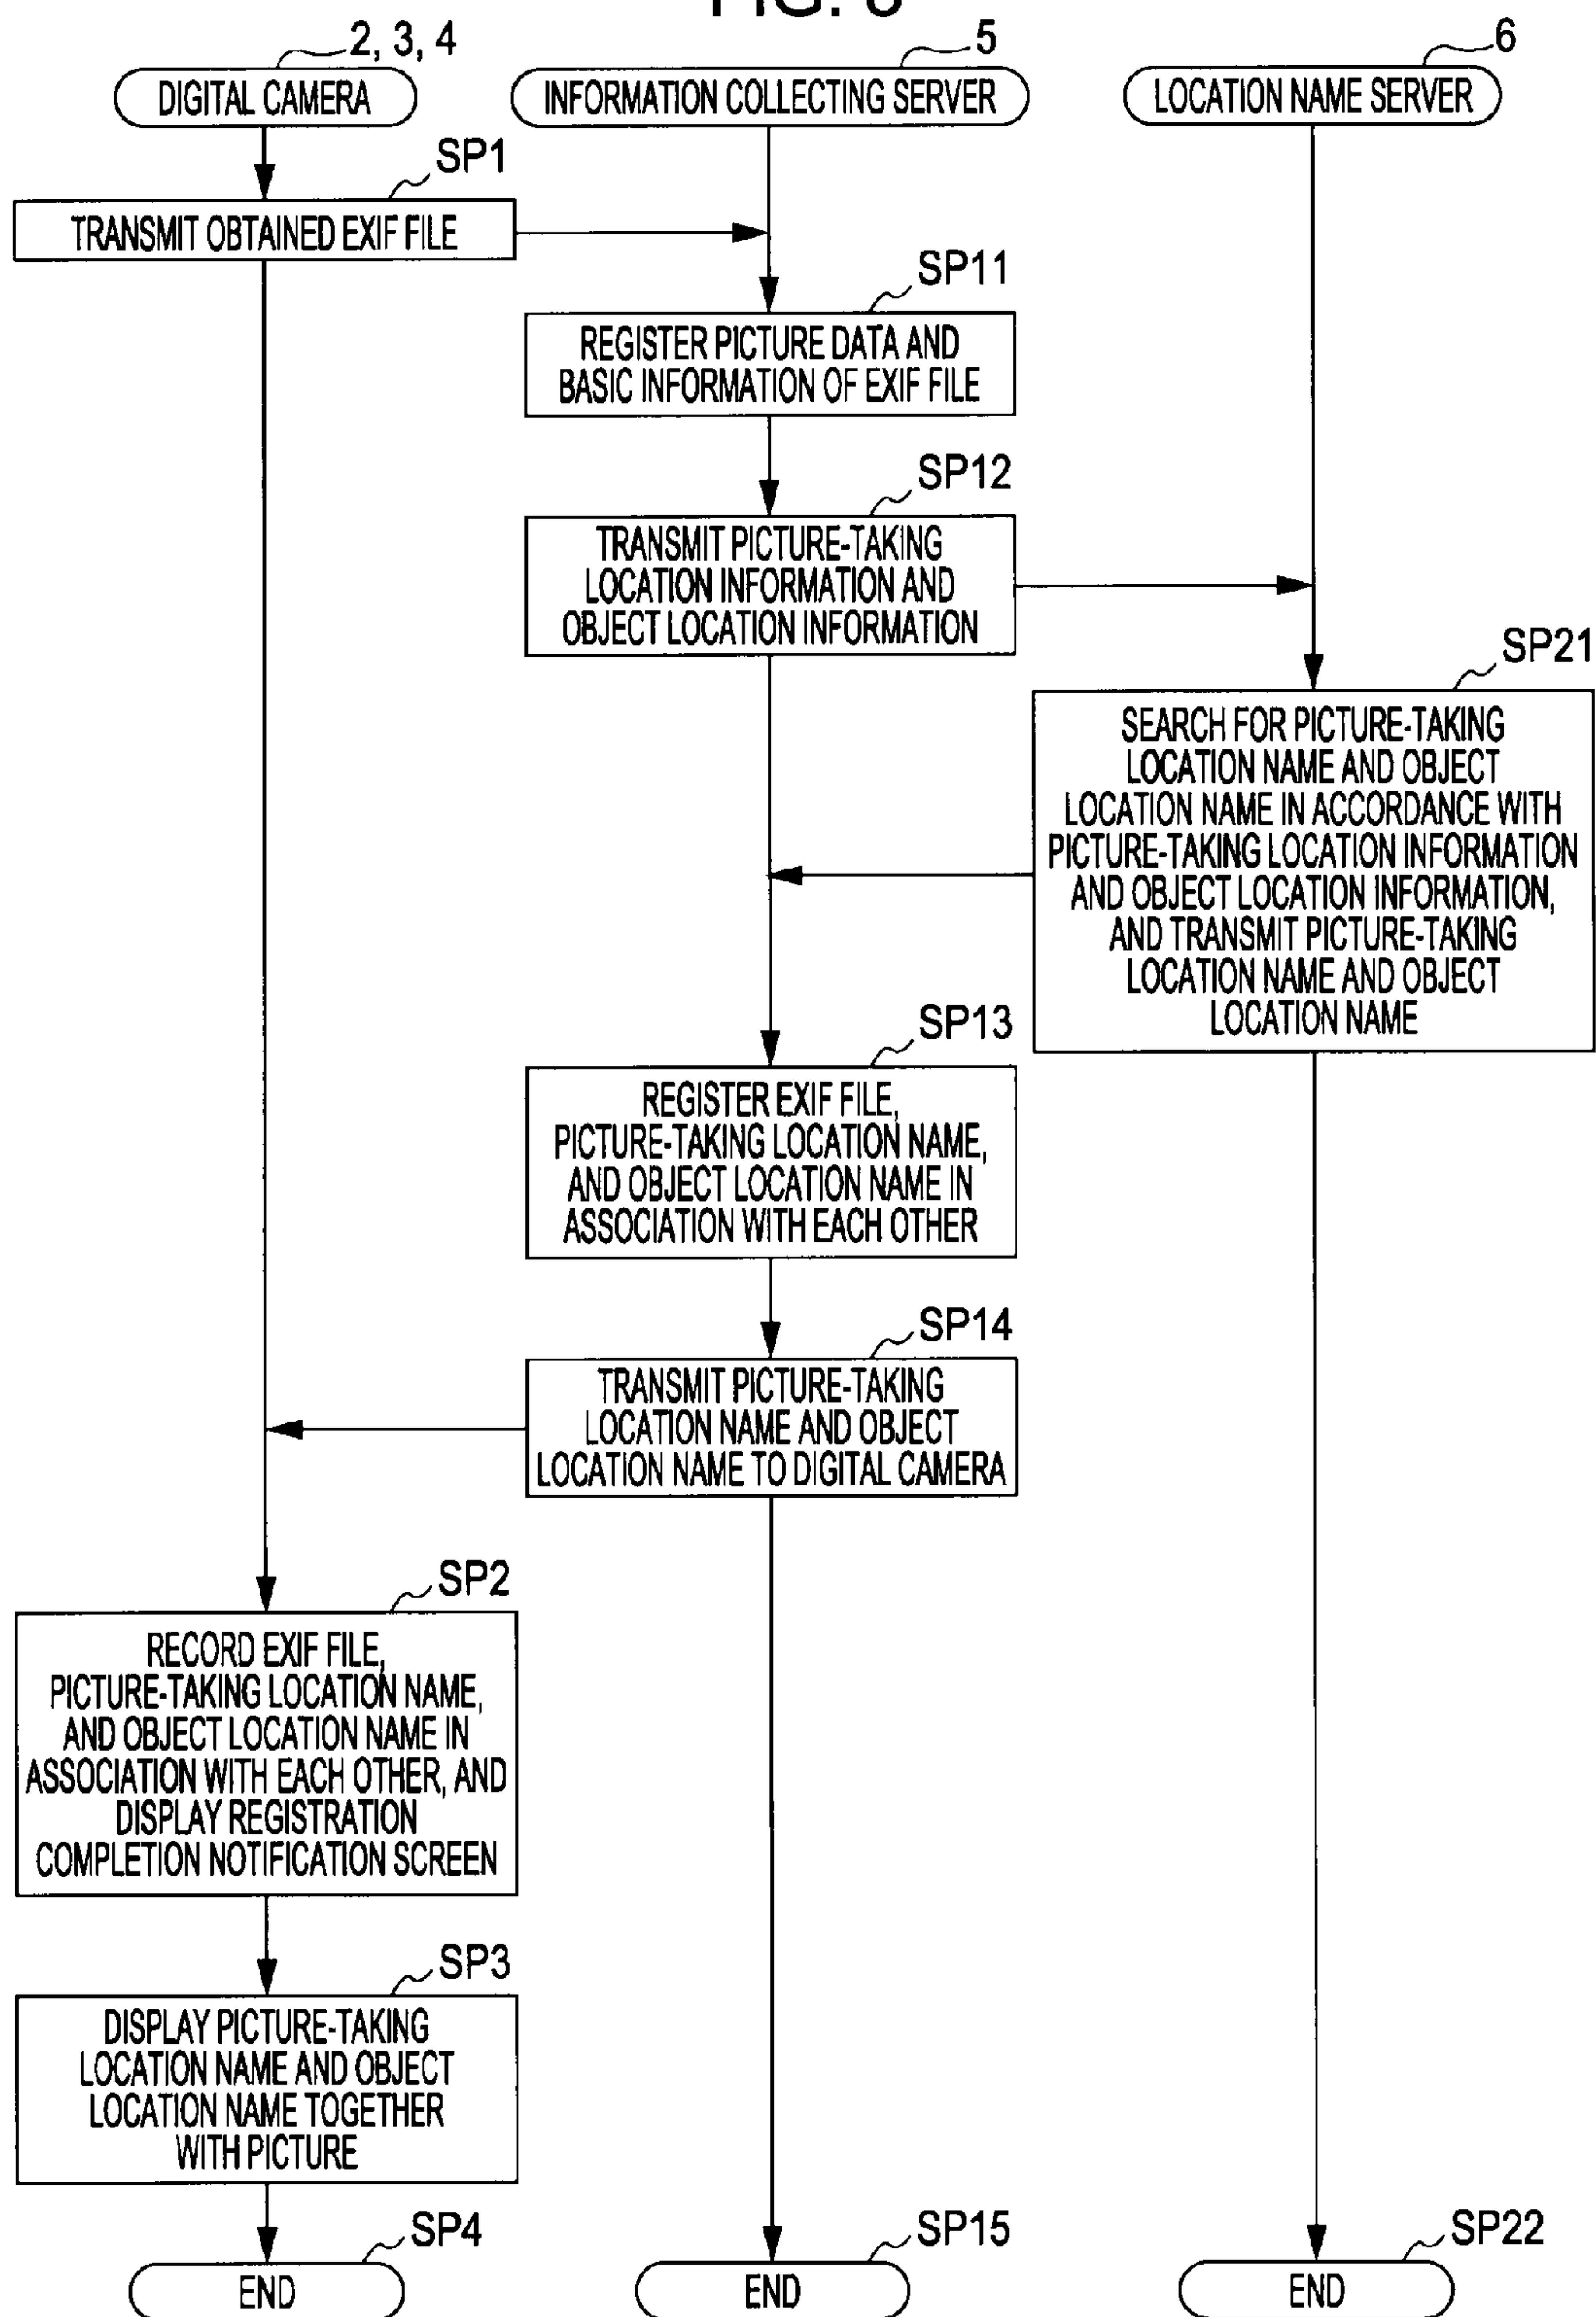 FIG.
2, 3, 4
DIGITAL CAMERA
5
INFORMATION COLLECTING SERVER
6
LOCATION NAME SERVER
SP1
TRANSMIT OBTAINED EXIF FILE
SP11
REGISTER PICTURE DATA AND
BASIC INFORMATION OF EXIF FILE
SP12
TRANSMIT PICTURE-TAKING
LOCATION INFORMATION AND
OBJECT LOCATION INFORMATION
SP21
SEARCH FOR PICTURE-TAKING
LOCATION NAME AND OBJECT
LOCATION NAME IN ACCORDANCE WITH
PICTURE-TAKING LOCATION INFORMATION
AND OBJECT LOCATION INFORMATION,
AND TRANSMIT PICTURE-TAKING
LOCATION NAME AND OBJECT
LOCATION NAME
SP13
REGISTER EXIF FILE,
PICTURE-TAKING LOCATION NAME,
AND OBJECT LOCATION NAME IN
ASSOCIATION WITH EACH OTHER
SP14
TRANSMIT PICTURE-TAKING
LOCATION NAME AND OBJECT
LOCATION NAME TO DIGITAL CAMERA
SP2
RECORD EXIF FILE,
PICTURE-TAKING LOCATION NAME,
AND OBJECT LOCATION NAME IN
ASSOCIATION WITH EACH OTHER, AND
DISPLAY REGISTRATION
COMPLETION NOTIFICATION SCREEN
SP3
DISPLAY PICTURE-TAKING
LOCATION NAME AND OBJECT
LOCATION NAME TOGETHER
WITH PICTURE
SP4
END
SP15
END
SP22
END